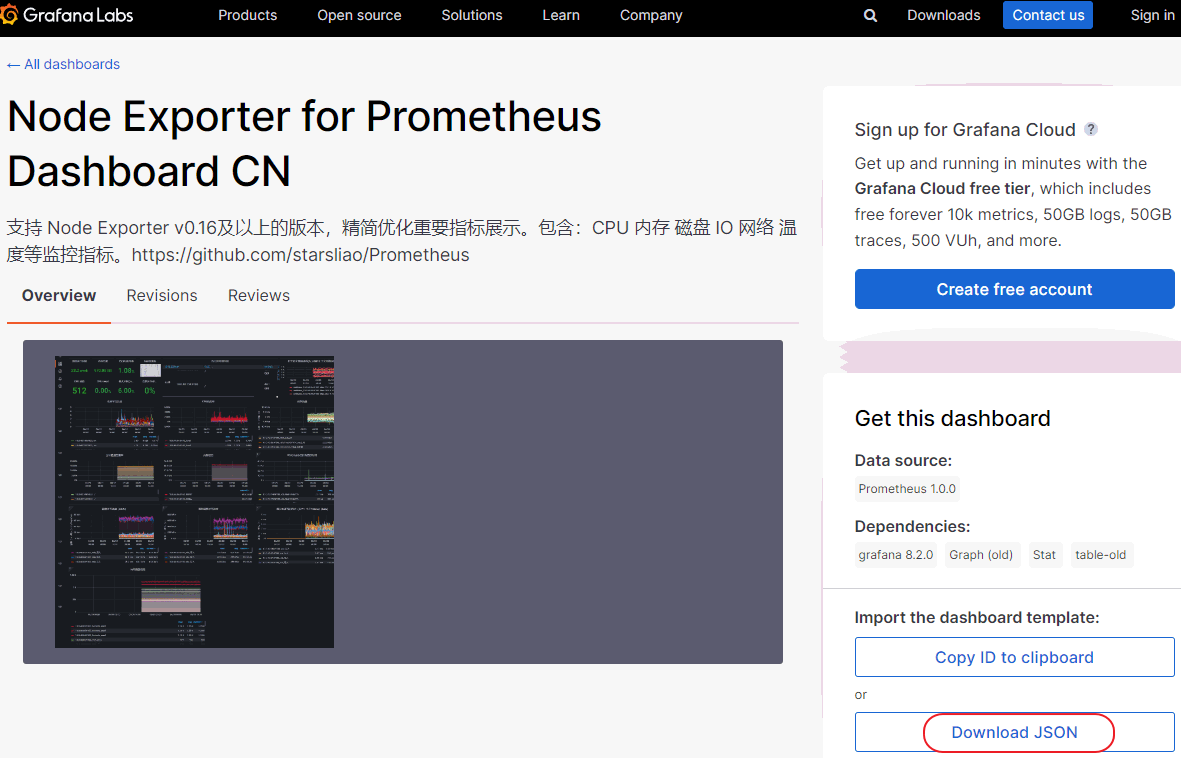 Grafana Labs
Products
Open source
Solutions
Learn
Company
Downloads
Contact us
Sign in
← All dashboards
Node Exporter for Prometheus
Dashboard CN
支持 Node Exporter v0.16及以上的版本，精简优化重要指标展示。包含：CPU 内存 磁盘 IO 网络 温
度等监控指标。https://github.com/starsliao/Prometheus
Overview
Revisions
Reviews
Sign up for Grafana Cloud ?
Get up and running in minutes with the
Grafana Cloud free tier, which includes
free forever 10k metrics, 50GB logs, 50GB
traces, 500 VUh, and more.
Create free account
Get this dashboard
Data source:
Prometheus 1.0.0
Dependencies:
grafana 8.2.0
Graph (old)
Stat
table-old
Import the dashboard template:
Copy ID to clipboard
or
Download JSON